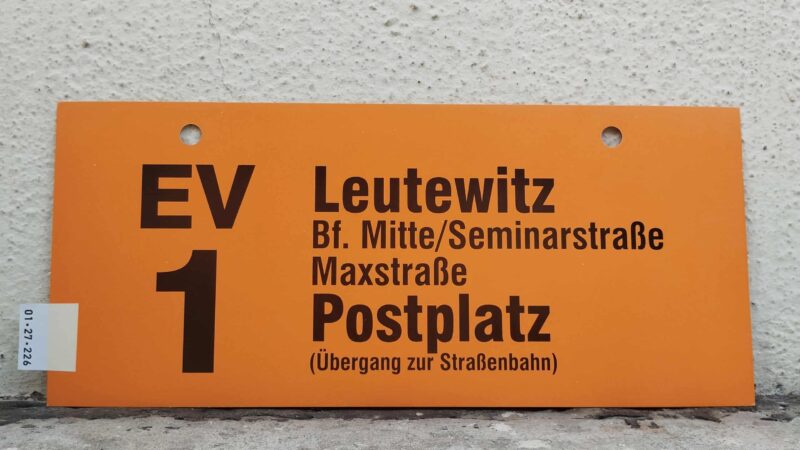 EV
1
Leutewitz
Bf. Mitte/Seminarstraße
Maxstraße
Postplatz
(Übergang zur Straßenbahn)
01-27-226